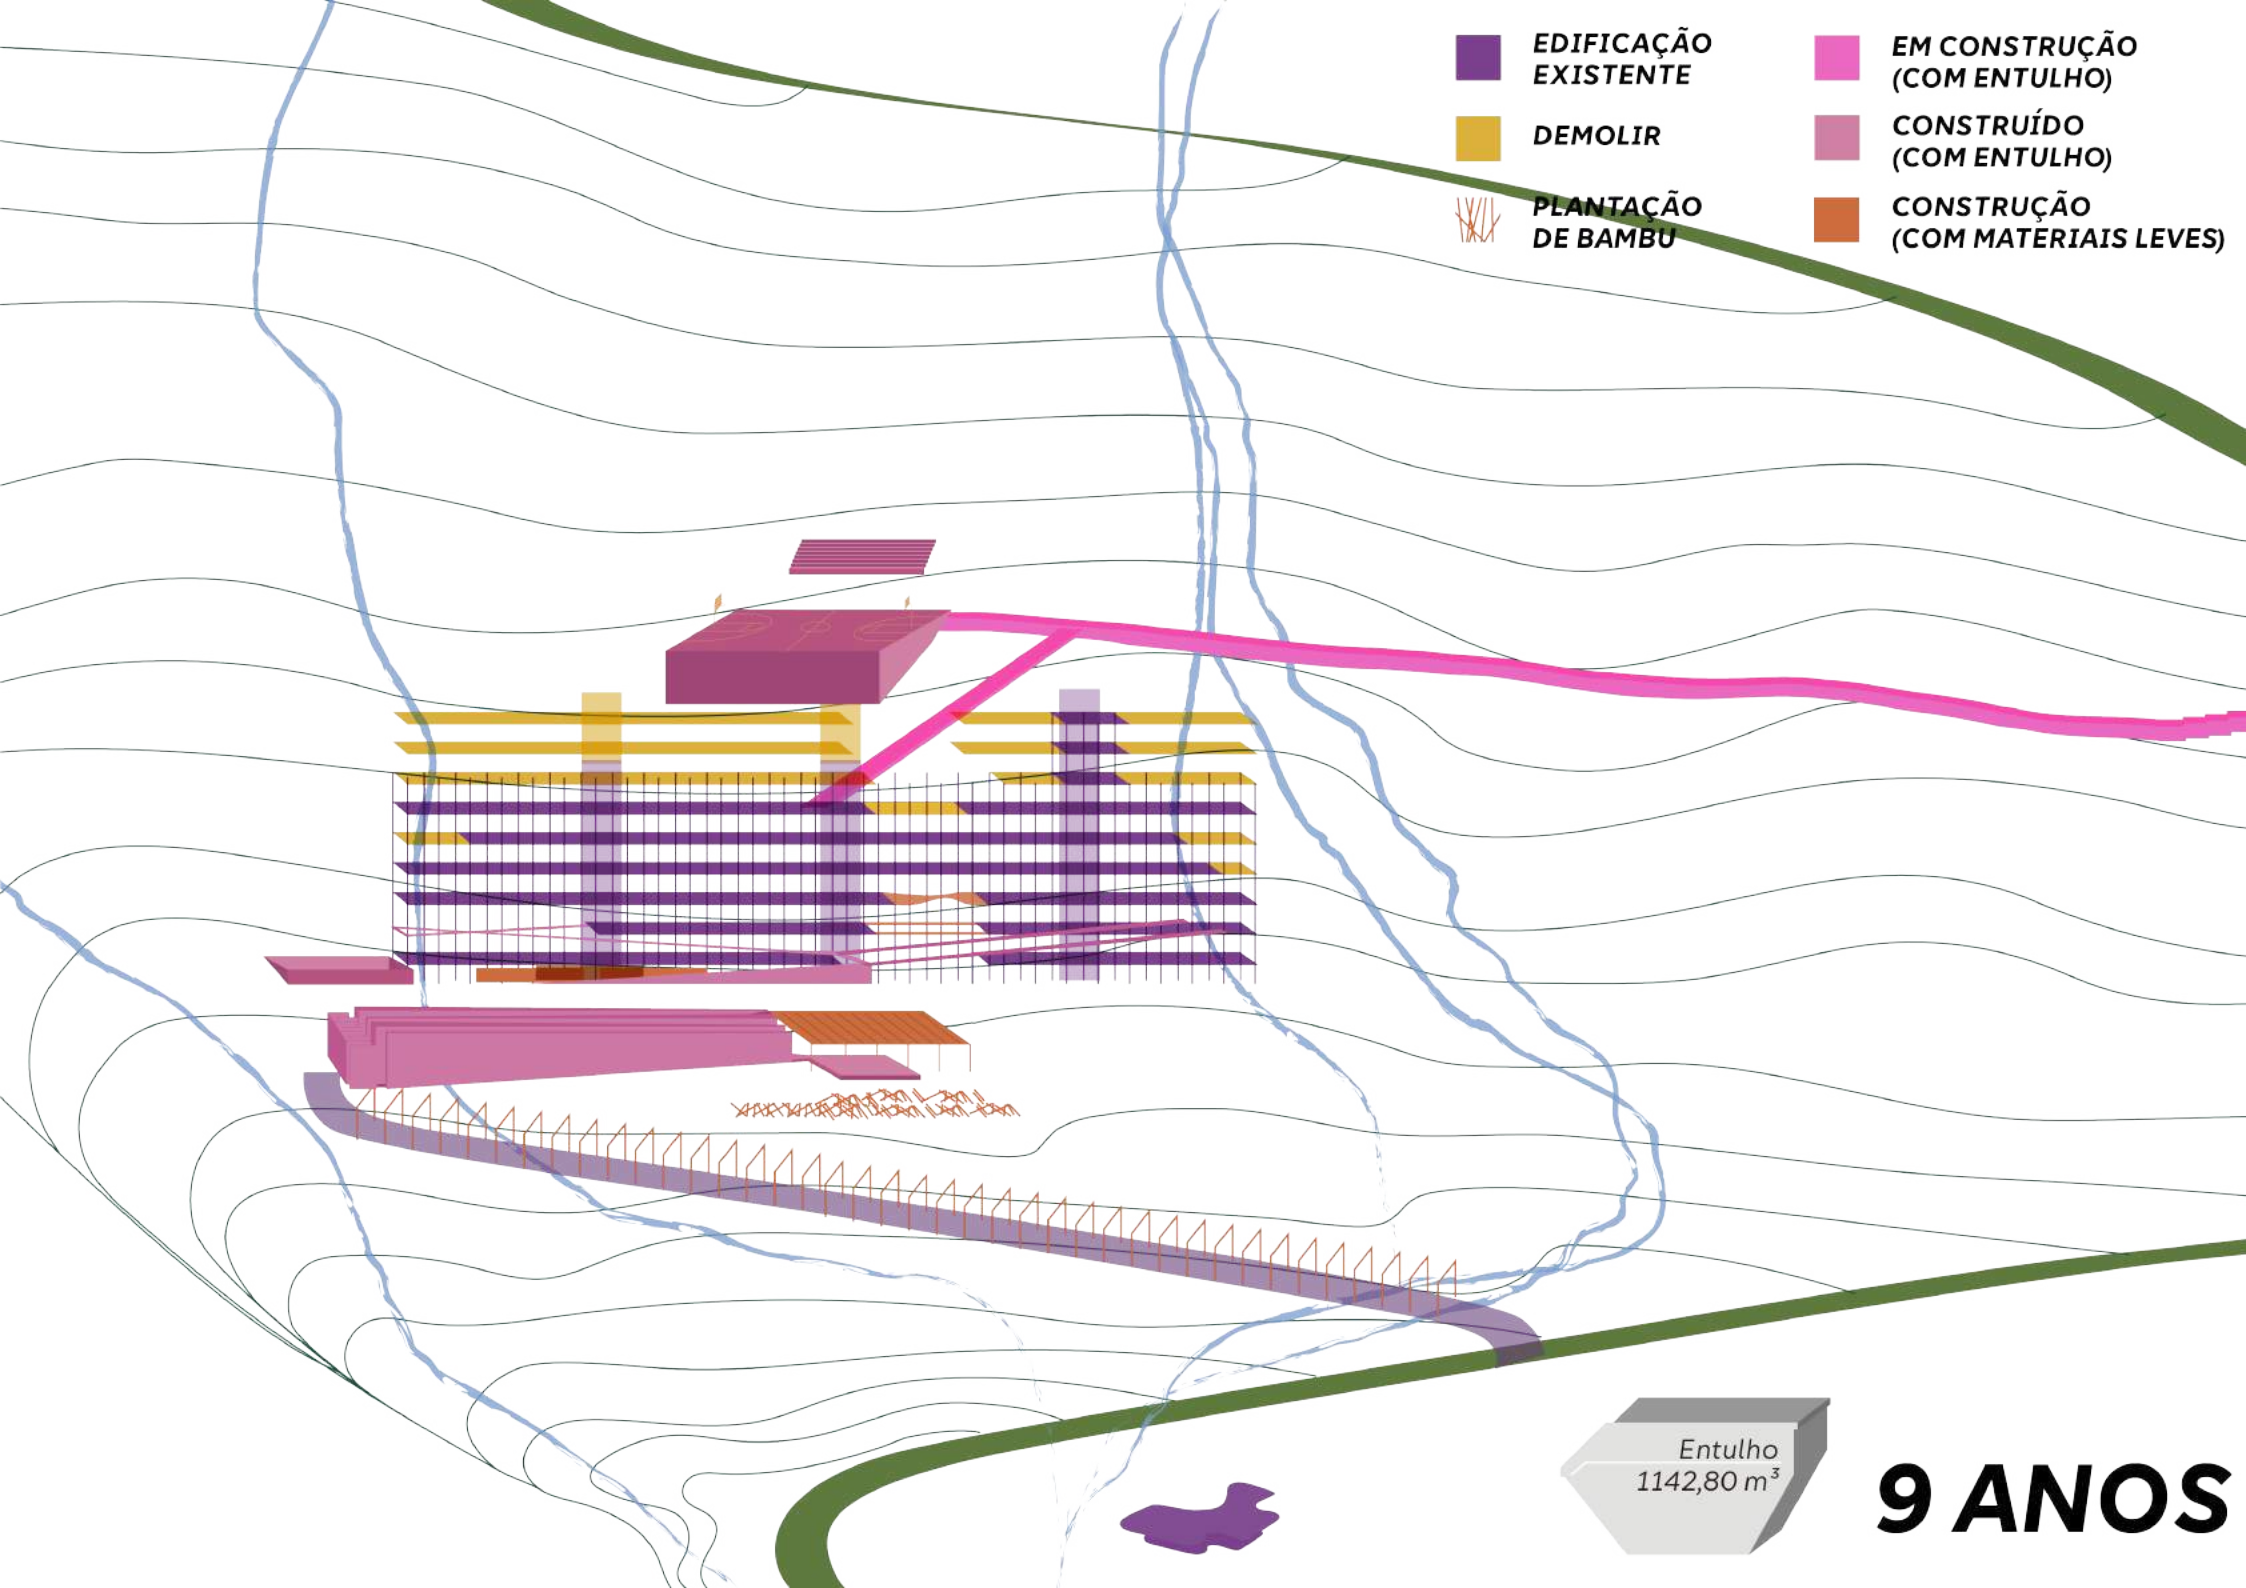 EDIFICAÇÃO
EXISTENTE
DEMOLIR
PLANTAÇÃO
DE BAMBU
EM CONSTRUÇÃO
(COM ENTULHO)
CONSTRUÍDO
(COM ENTULHO)
CONSTRUÇÃO
(COM MATERIAIS LEVES)
Entulho
1142,80 m³
9 ANOS